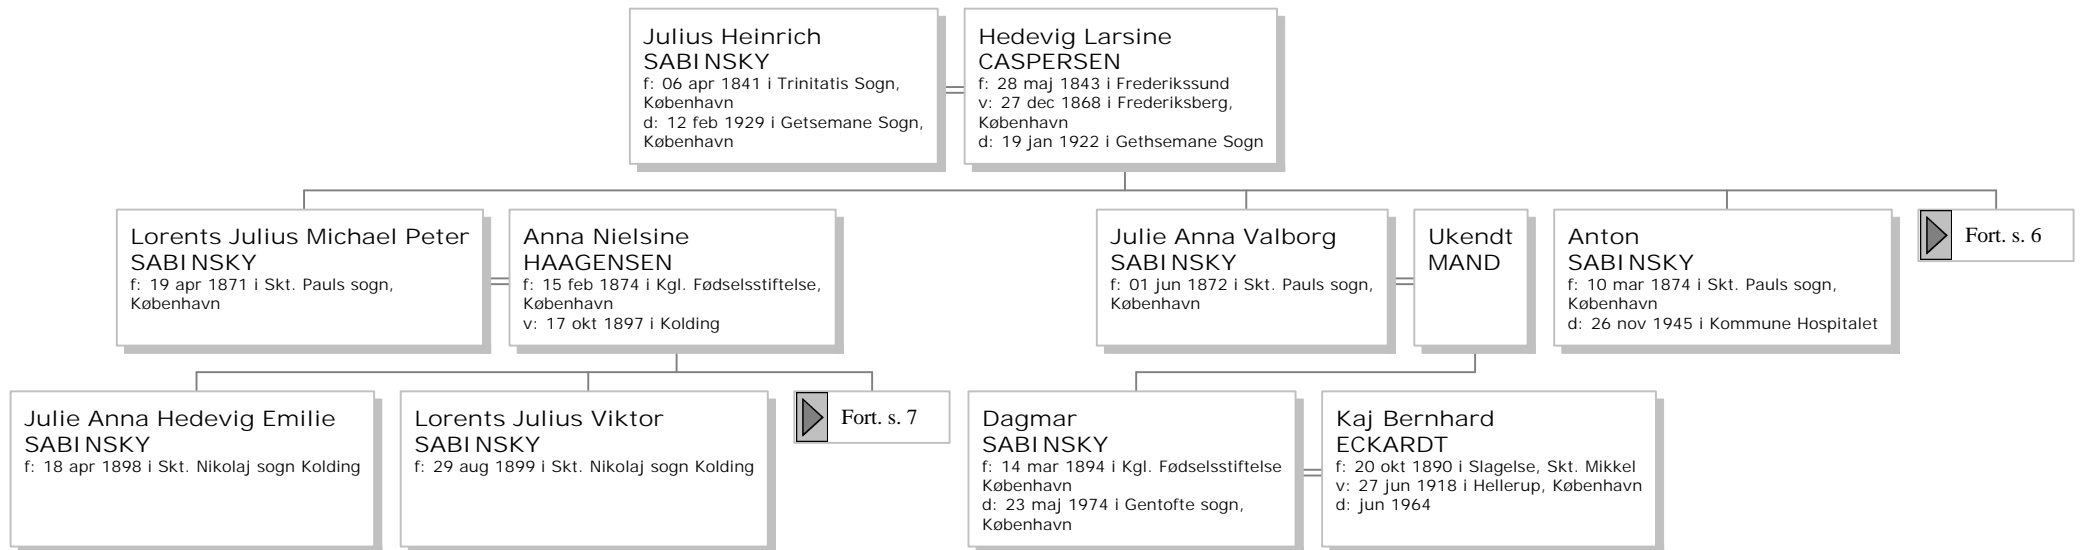 Julius Heinrich
SABINSKY
f: 06 apr 1841 i Trinitatis Sogn,
København
d: 12 feb 1929 i Getsemane Sogn,
København
Hedevig Larsine
CASPERSEN
f: 28 maj 1843 i Frederikssund
v: 27 dec 1868 i Frederiksberg,
København
d: 19 jan 1922 i Gethsemane Sogn
Lorents Julius Michael Peter
SABINSKY
f: 19 apr 1871 i Skt. Pauls sogn,
København
Anna Nielsine
HAAGENSEN
f: 15 feb 1874 i Kgl. Fødselsstiftelse,
København
v: 17 okt 1897 i Kolding
Julie Anna Valborg
SABINSKY
f: 01 jun 1872 i Skt. Pauls sogn,
København
Ukendt
MAND
Anton
SABINSKY
f: 10 mar 1874 i Skt. Pauls sogn,
København
d: 26 nov 1945 i Kommune Hospitalet
Fort. s. 6
Julie Anna Hedevig Emilie
SABINSKY
f: 18 apr 1898 i Skt. Nikolaj sogn Kolding
Lorents Julius Viktor
SABINSKY
f: 29 aug 1899 i Skt. Nikolaj sogn Kolding
Fort. s. 7
Dagmar
SABINSKY
f: 14 mar 1894 i Kgl. Fødselsstiftelse
København
d: 23 maj 1974 i Gentofte sogn,
København
Kaj Bernhard
ECKARDT
f: 20 okt 1890 i Slagelse, Skt. Mikkel
v: 27 jun 1918 i Hellerup, København
d: jun 1964